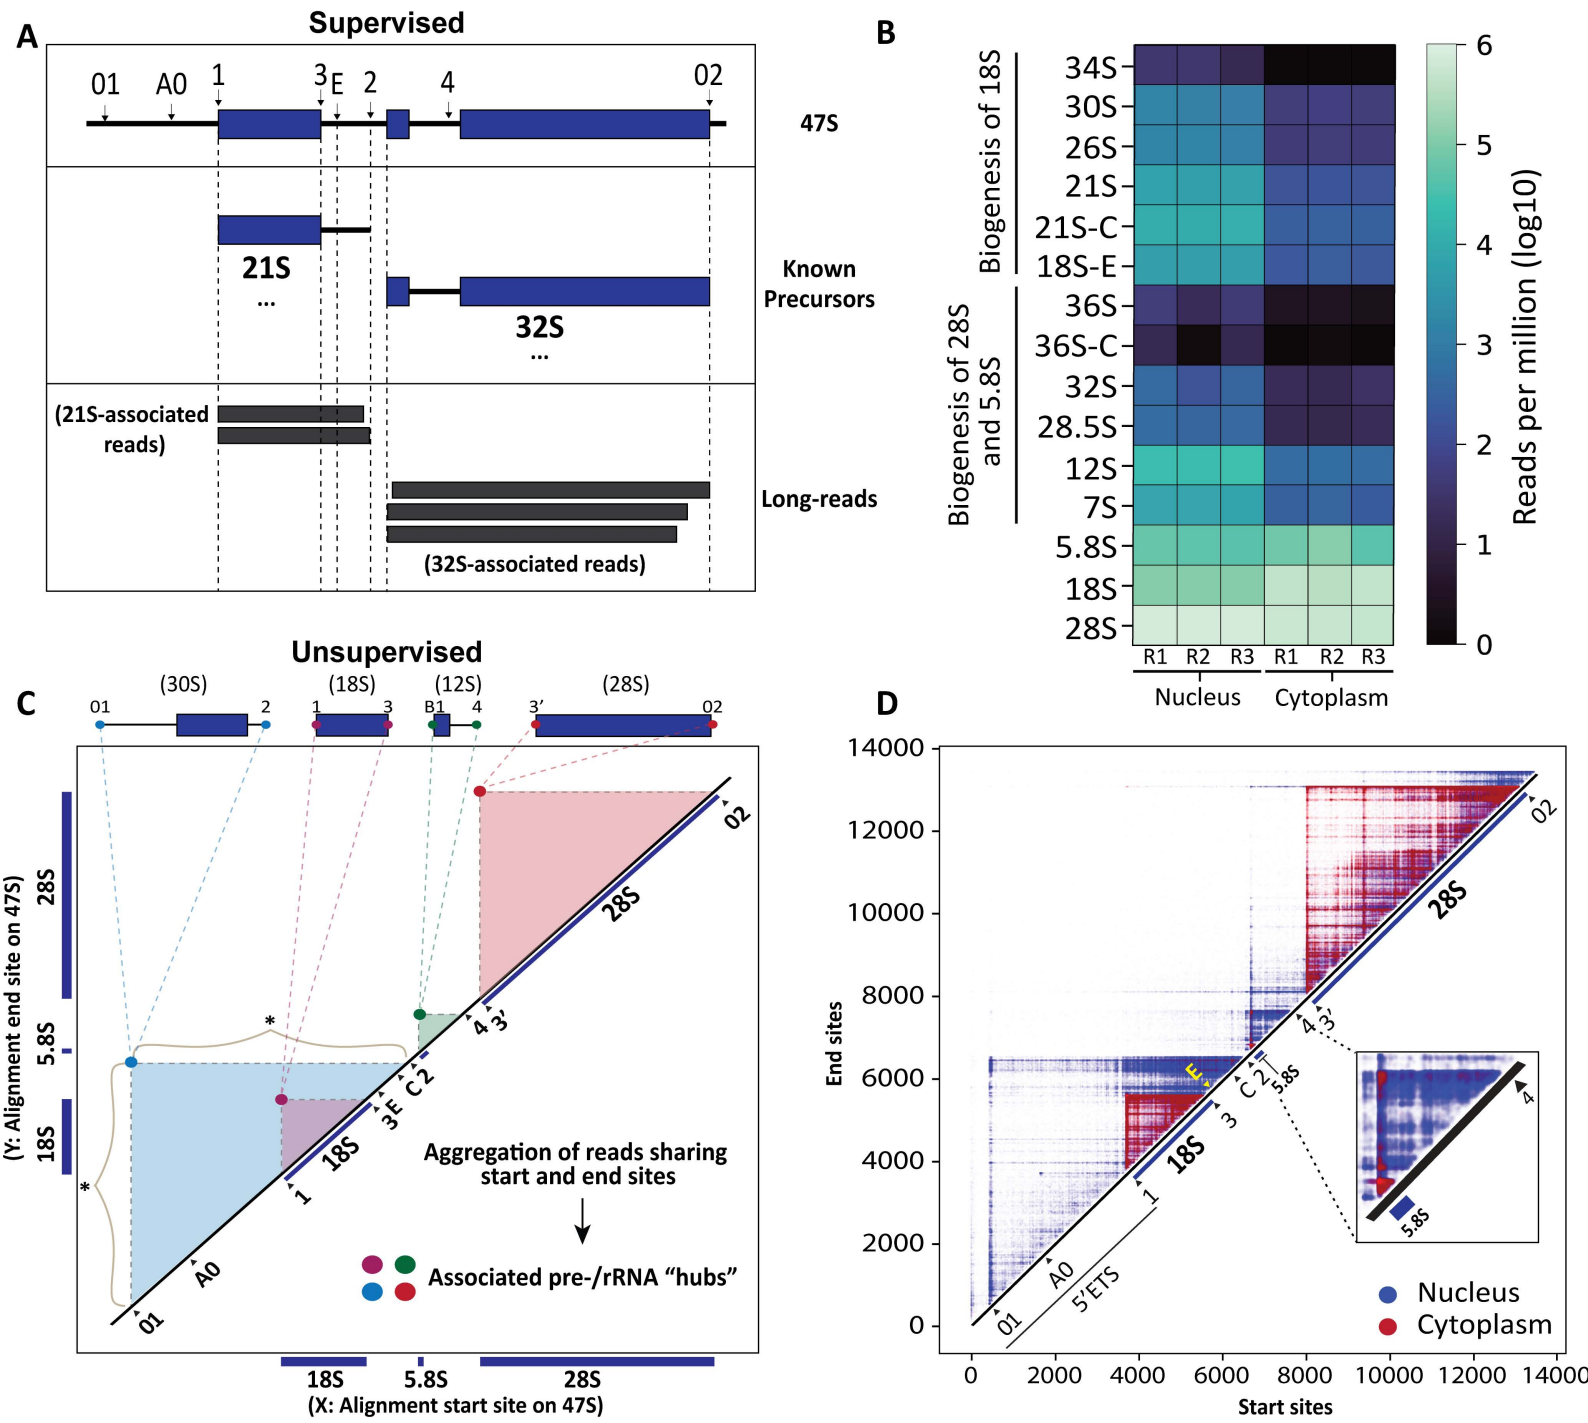 A
Supervised
01 A0 1 3 E 2 4 02
47S
21S
...
32S
...
Known
Precursors
(21S-associated
reads)
Long-reads
(32S-associated reads)
B
Biogenesis of 18S
Biogenesis of 28S
and 5.8S
34S
30S
26S
21S
21S-C
18S-E
36S
36S-C
32S
28.5S
12S
7S
5.8S
18S
28S
R1 R2 R3 R1 R2 R3
Nucleus Cytoplasm
6
5
4
3
2
1
0
Reads per million (log10)
Unsupervised
C
(30S) (18S) (12S) (28S)
01 2 1 3 B1 4 3′ 02
(Y: Alignment end site on 47S)
28S
5.8S
18S
*
*
01
A0
1
18S
3E
C 2
4 3′
28S
02
Aggregation of reads sharing
start and end sites
Associated pre-/rRNA “hubs”
18S 5.8S 28S
(X: Alignment start site on 47S)
D
14000
12000
10000
8000
6000
4000
2000
0
End sites
01
A0
5′ETS
1
18S
3
E
C 2
5.8S
4 3′
28S
02
4
5.8S
Nucleus
Cytoplasm
0 2000 4000 6000 8000 10000 12000 14000
Start sites